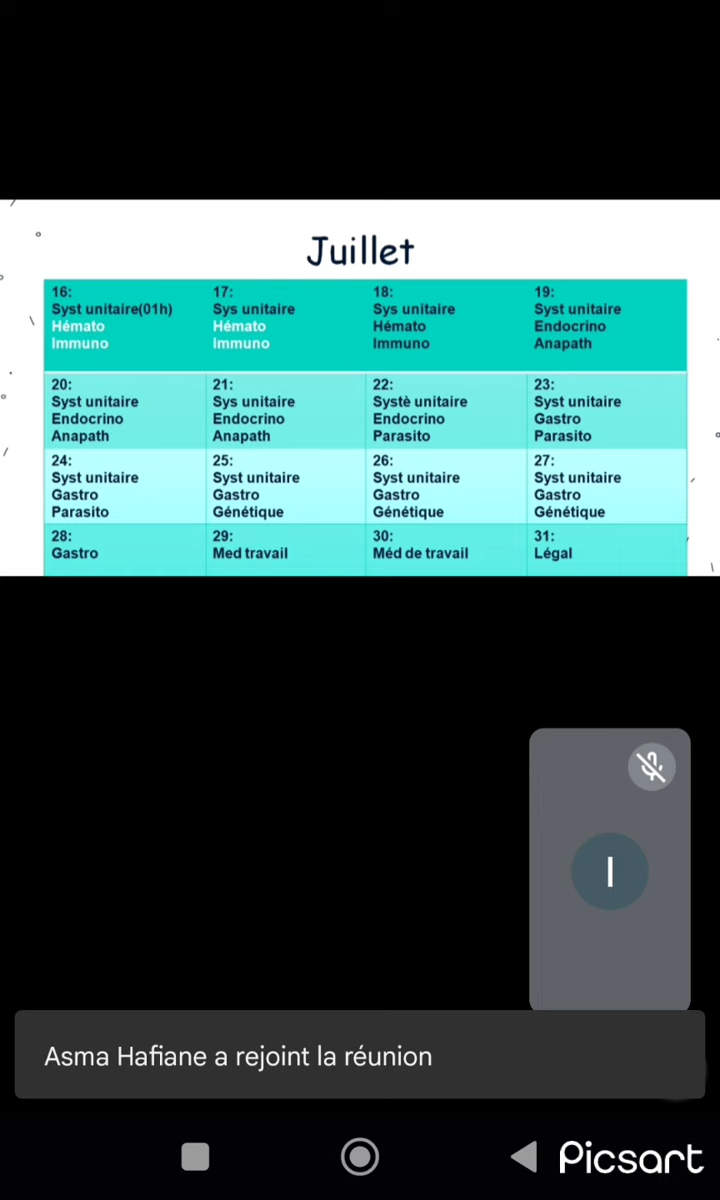 Juillet
16:
Syst unitaire(01h)
Hémato
Immuno
17:
Sys unitaire
Hémato
Immuno
18:
Sys unitaire
Hémato
Immuno
19:
Syst unitaire
Endocrino
Anapath
20:
Syst unitaire
Endocrino
Anapath
21:
Sys unitaire
Endocrino
Anapath
22:
Systè unitaire
Endocrino
Parasito
23:
Syst unitaire
Gastro
Parasito
24:
Syst unitaire
Gastro
Parasito
25:
Syst unitaire
Gastro
Génétique
26:
Syst unitaire
Gastro
Génétique
27:
Syst unitaire
Gastro
Génétique
28:
Gastro
29:
Med travail
30:
Méd de travail
31:
Légal
I
Asma Hafiane a rejoint la réunion
Picsart